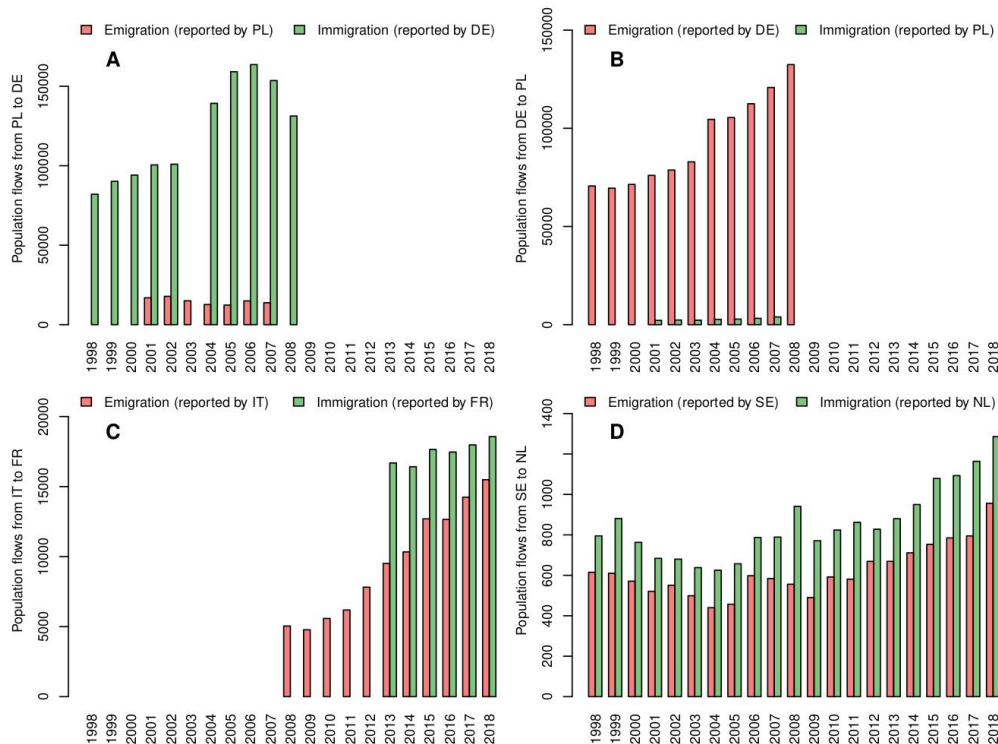 Emigration (reported by PL) Immigration (reported by DE)
A
Population flows from PL to DE
150000
100000
50000
0
1998 1999 2000 2001 2002 2003 2004 2005 2006 2007 2008 2009 2010 2011 2012 2013 2014 2015 2016 2017 2018
Emigration (reported by DE) Immigration (reported by PL)
B
Population flows from DE to PL
150000
100000
50000
0
1998 1999 2000 2001 2002 2003 2004 2005 2006 2007 2008 2009 2010 2011 2012 2013 2014 2015 2016 2017 2018
Emigration (reported by IT) Immigration (reported by FR)
C
Population flows from IT to FR
20000
15000
10000
5000
0
1998 1999 2000 2001 2002 2003 2004 2005 2006 2007 2008 2009 2010 2011 2012 2013 2014 2015 2016 2017 2018
Emigration (reported by SE) Immigration (reported by NL)
D
Population flows from SE to NL
1400
1000
800
600
400
200
0
1998 1999 2000 2001 2002 2003 2004 2005 2006 2007 2008 2009 2010 2011 2012 2013 2014 2015 2016 2017 2018